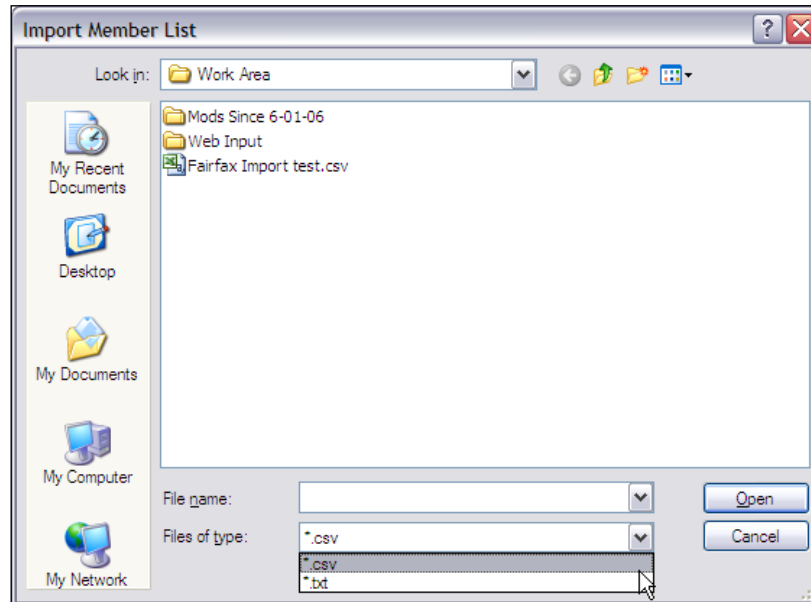 Import Member List
Look in:
Work Area
Mods Since 6-01-06
Web Input
Fairfax Import test.csv
My Recent
Documents
Desktop
My Documents
My Computer
My Network
File name:
Open
Files of type:
*.csv
Cancel
*.csv
*.txt